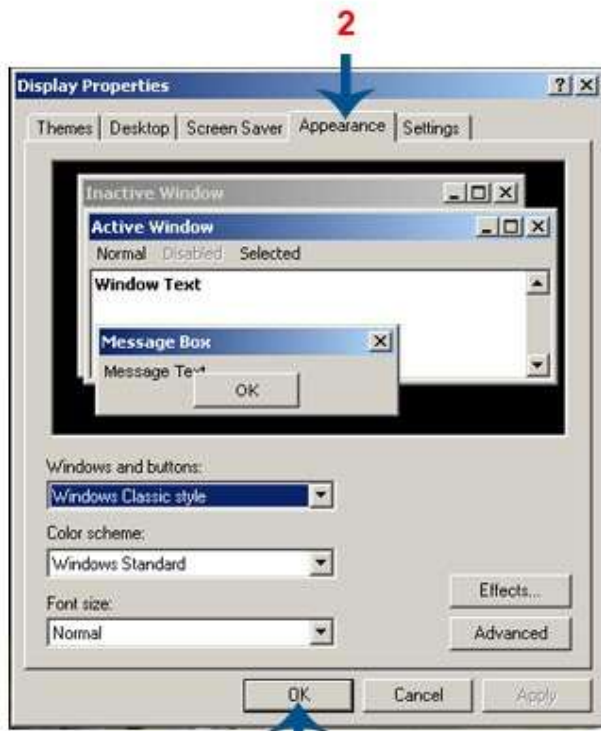 2
Display Properties
Themes Desktop Screen Saver Appearance Settings
Inactive Window
Active Window
Normal Disabled Selected
Window Text
Message Box
Message Text
OK
Windows and buttons:
Windows Classic style
Color scheme:
Windows Standard
Effects...
Font size:
Normal
Advanced
OK Cancel Apply